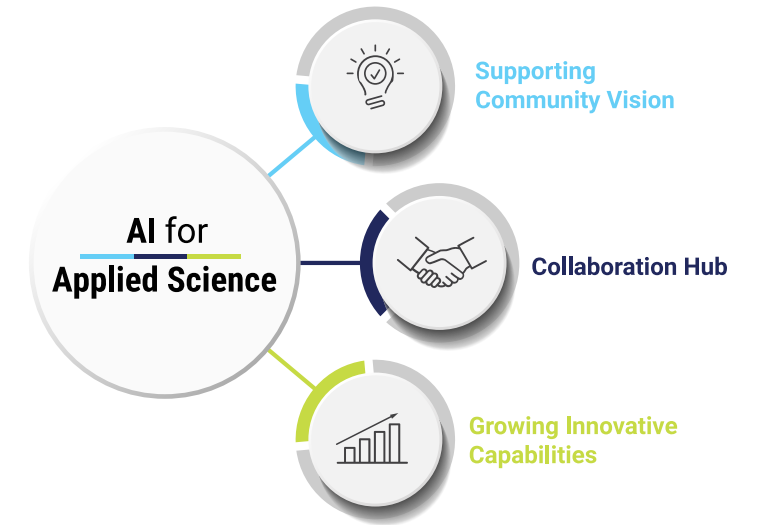 Supporting
Community Vision
AI for
Applied Science
Collaboration Hub
Growing Innovative
Capabilities